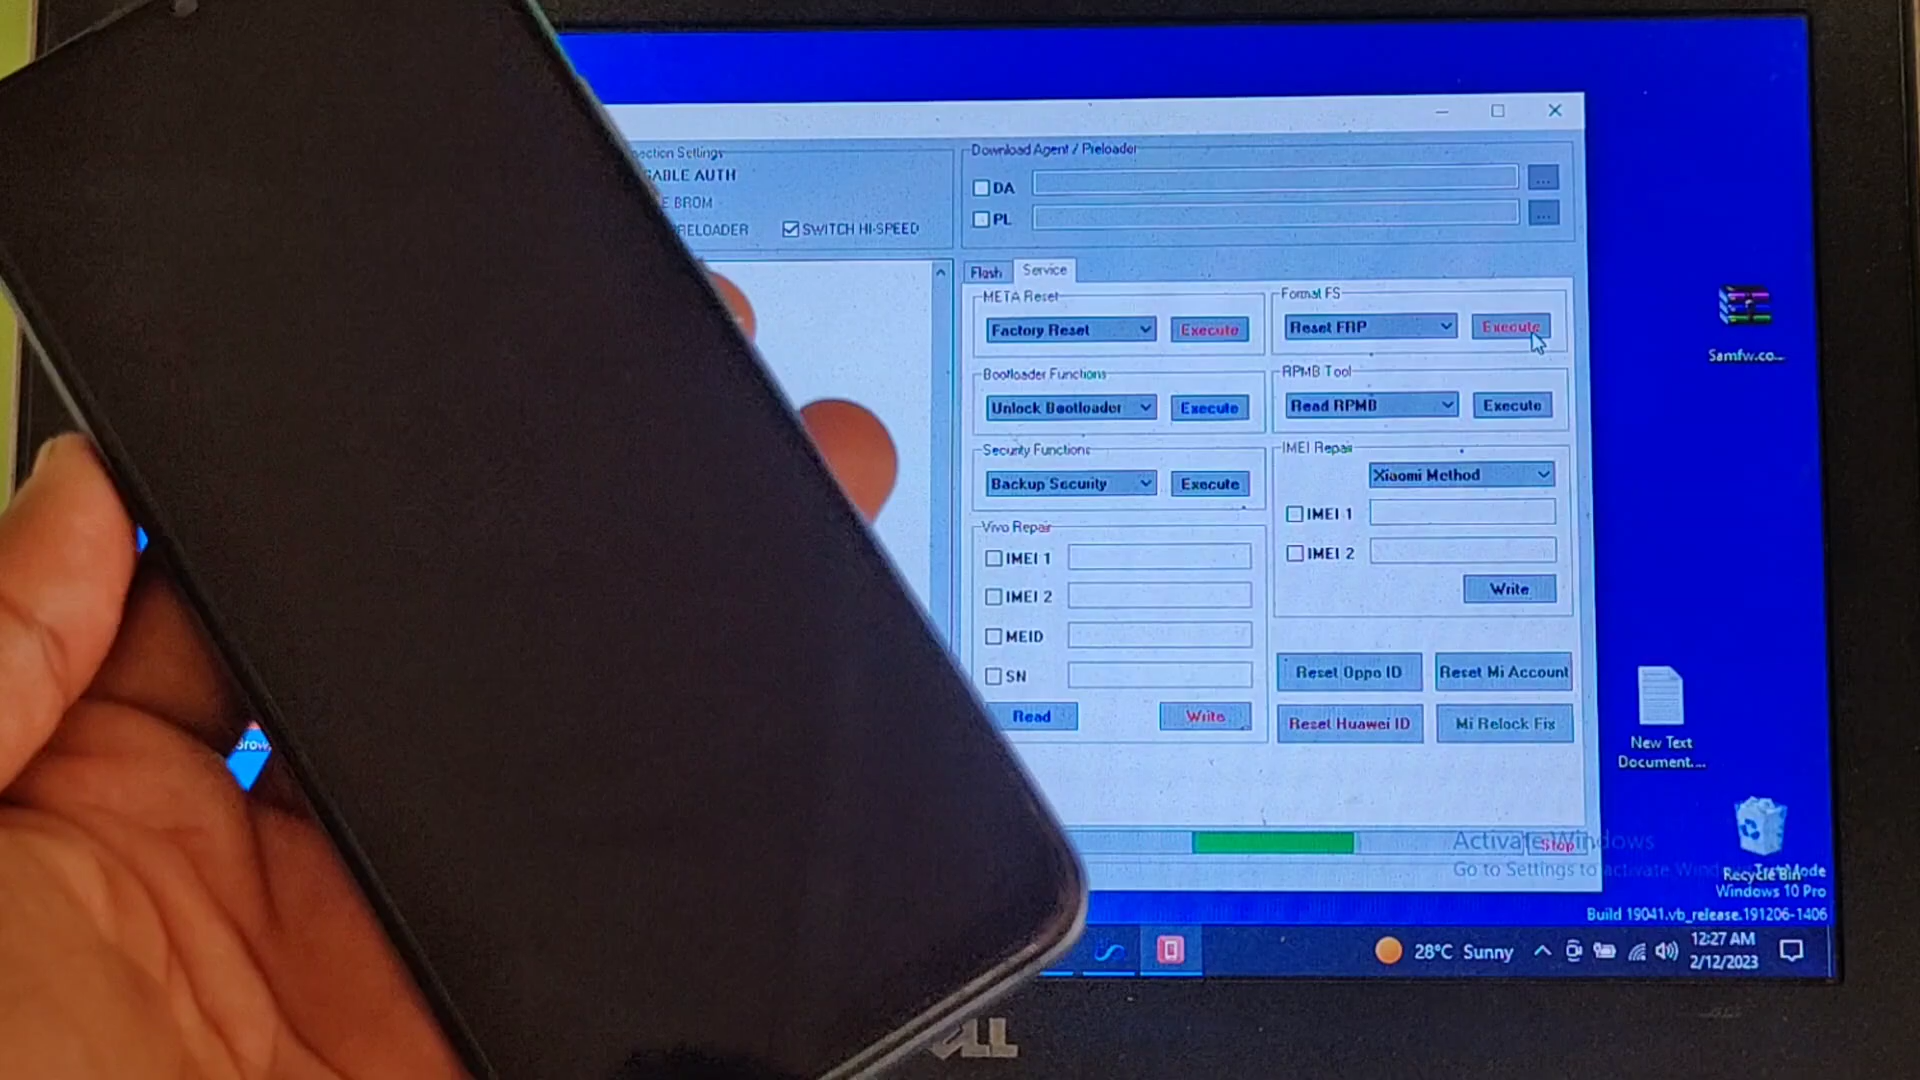 Download Agent / Preloader
DA
...
PL
...
SABLE AUTH
E BROM
RELOADER
SWITCH HI-SPEED
Flash
Service
META Reset
Factory Reset
Execute
Format FS
Reset FRP
Execute
Bootloader Functions
Unlock Bootloader
Execute
RPMB Tool
Read RPMB
Execute
Security Functions
Backup Security
Execute
IMEI Repair
Xiaomi Method
IMEI 1
IMEI 2
Write
Vivo Repair
IMEI 1
IMEI 2
MEID
SN
Read
Write
Reset Oppo ID
Reset Mi Account
Reset Huawei ID
Mi Relock Fix
Stop
Activate Windows
Go to Settings to activate
Samfw.co...
New Text
Document....
Recycle Bin
Test Mode
Windows 10 Pro
Build 19041.vb_release.191206-1406
28°C Sunny
12:27 AM
2/12/2023
DELL